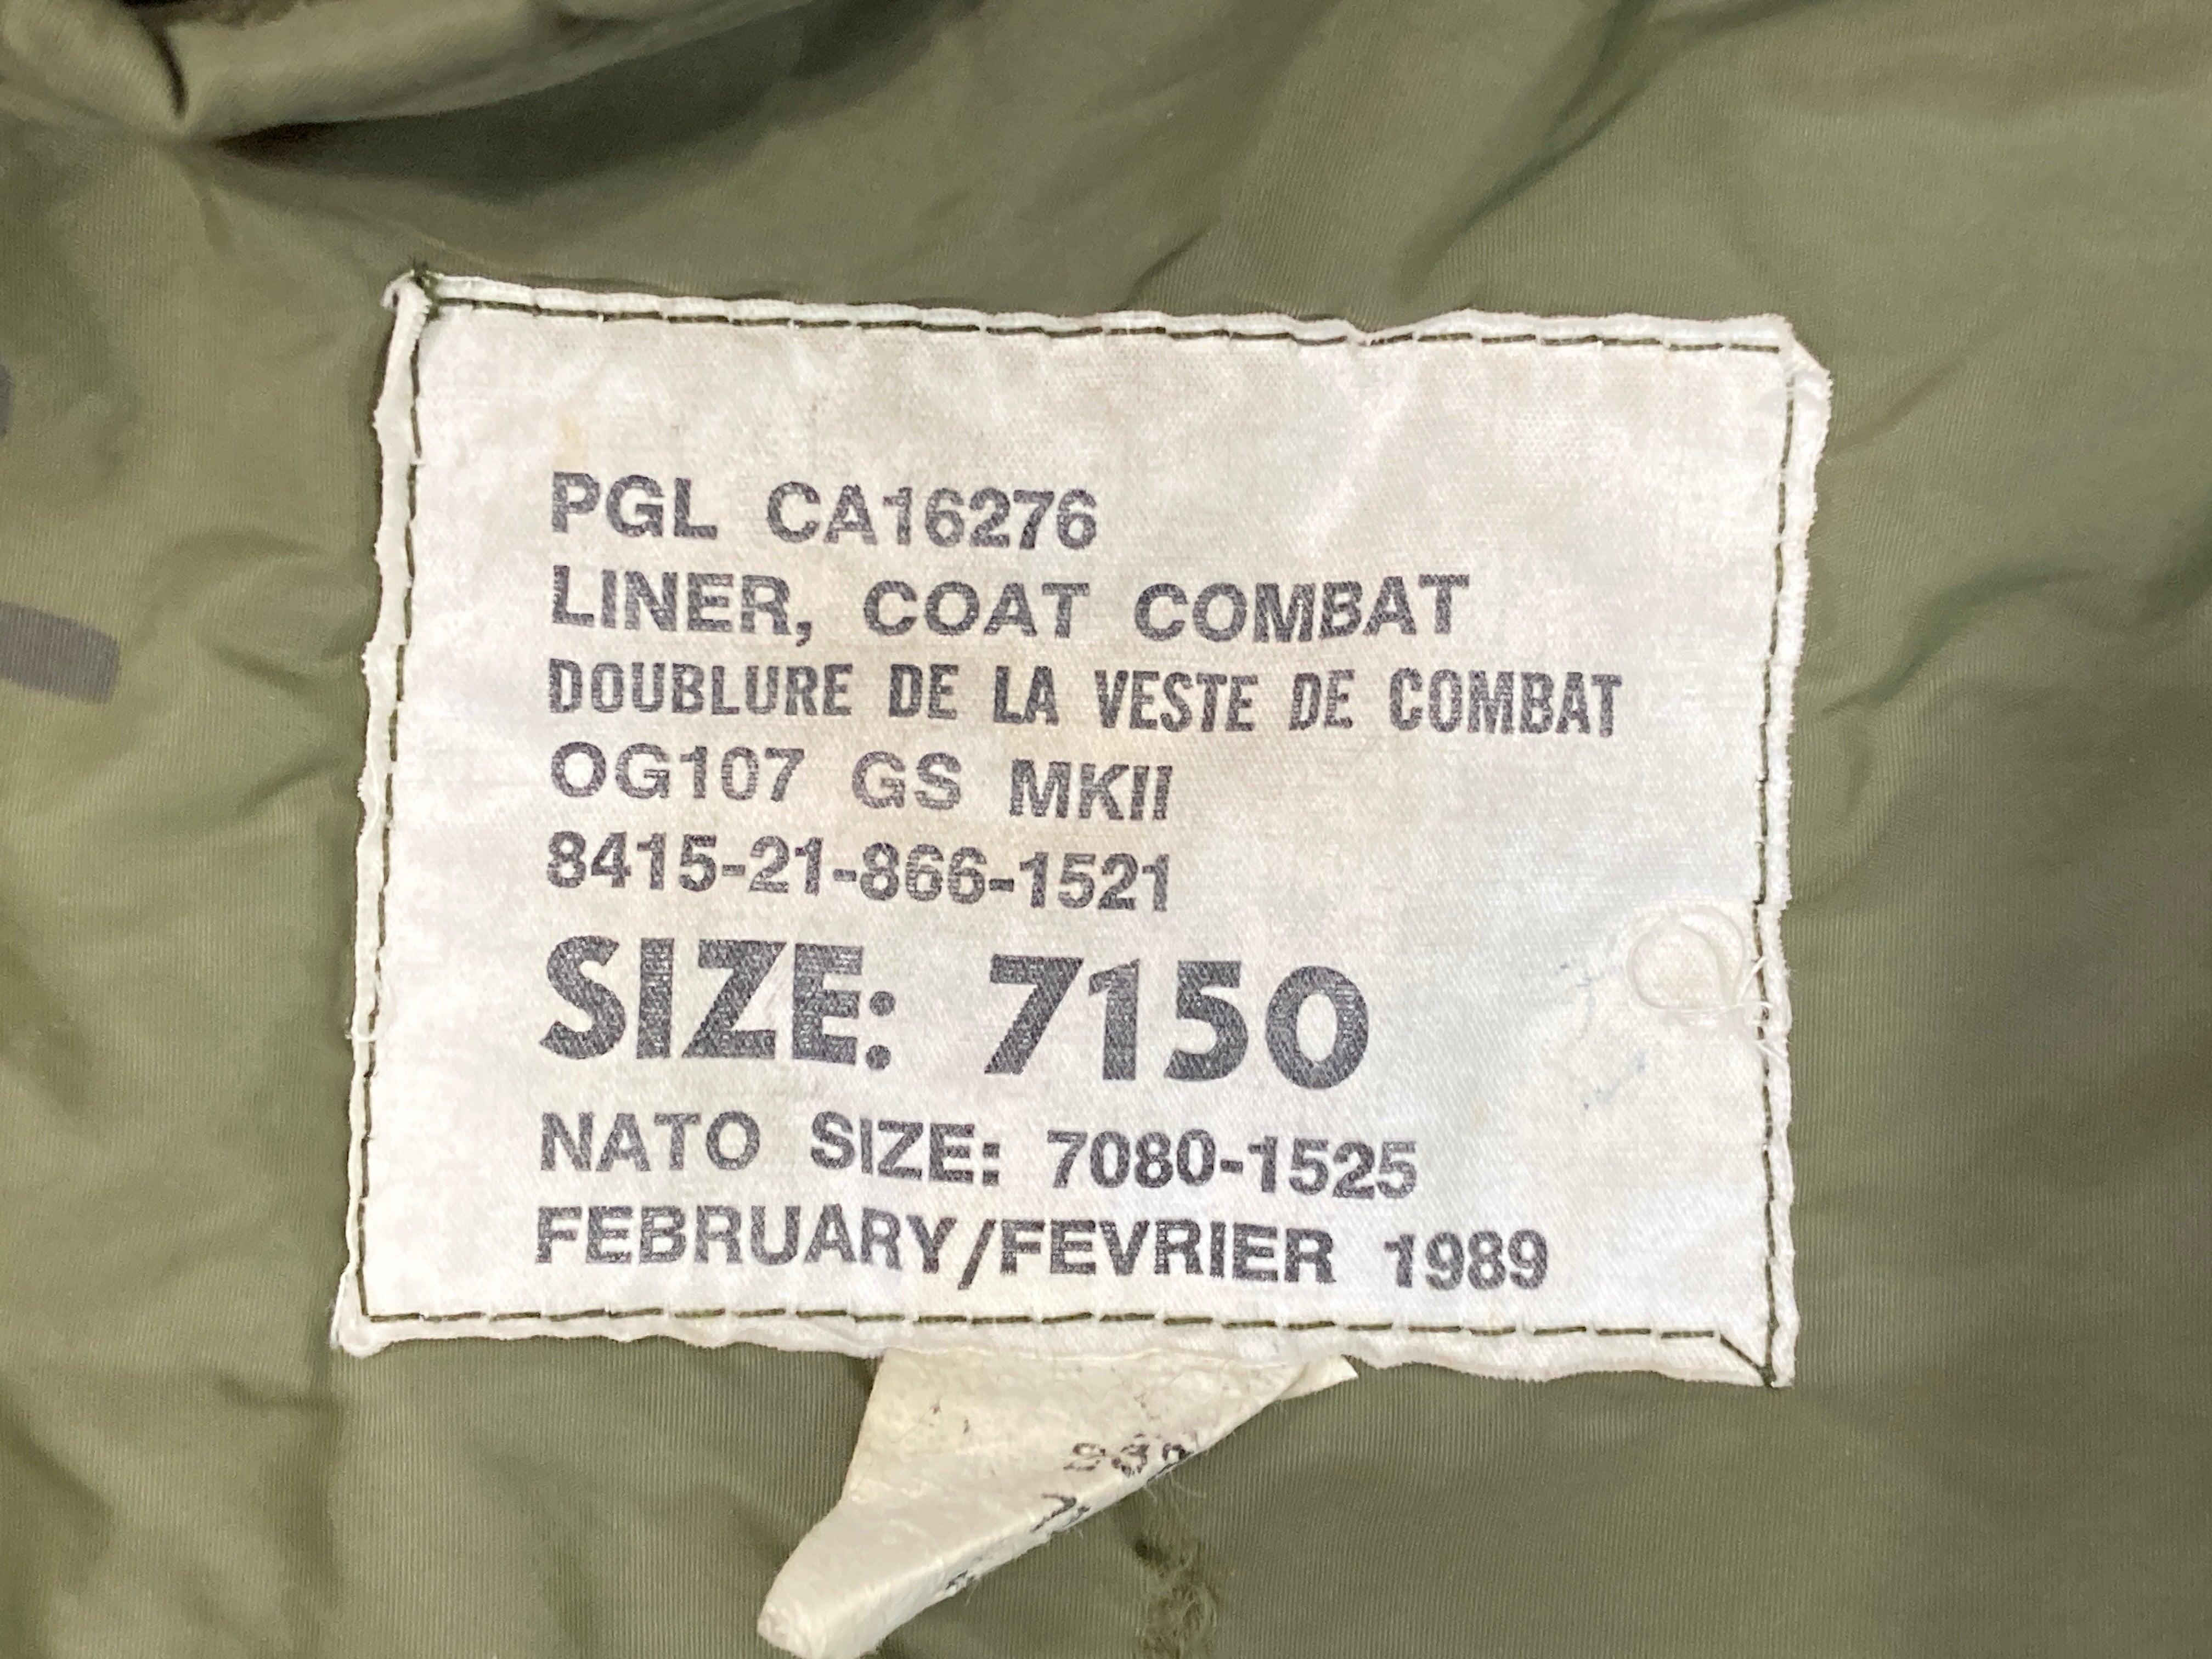 PGL CA16276
LINER, COAT COMBAT
DOUBLURE DE LA VESTE DE COMBAT
OG107 GS MKII
8415-21-866-1521
SIZE: 7150
NATO SIZE: 7080-1525
FEBRUARY/FEVRIER 1989